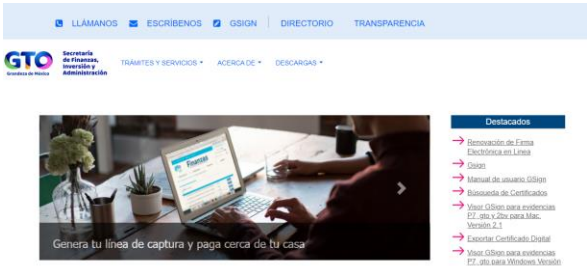 LLÁMANOS ESCRÍBENOS GSIGN DIRECTORIO TRANSPARENCIA
GTO
Grandeza de México
Secretaría
de Finanzas,
Inversión y
Administración
TRÁMITES Y SERVICIOS ACERCA DE DESCARGAS
Finanzas
Genera tu línea de captura y paga cerca de tu casa
Destacados
Renovación de Firma
Electrónica en Linea
Gsign
Manual de usuario GSign
Búsqueda de Certificados
Visor GSign para evidencias
P7, gto y 2bv para Mac.
Versión 2.1
Exportar Certificado Digital
Visor GSign para evidencias
P7, gto para Windows Versión